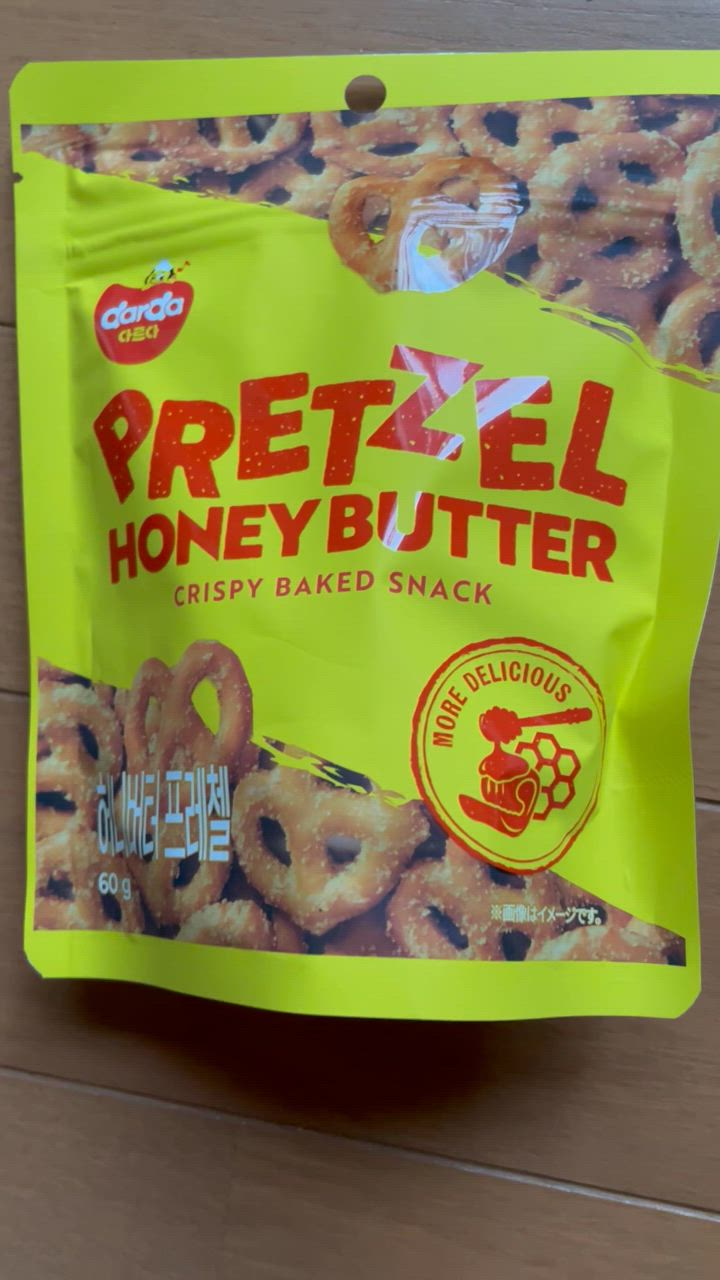 darda
다르다
PRETZEL
HONEY BUTTER
CRISPY BAKED SNACK
MORE DELICIOUS
허니버터 프레첼
60 g
※画像はイメージです。